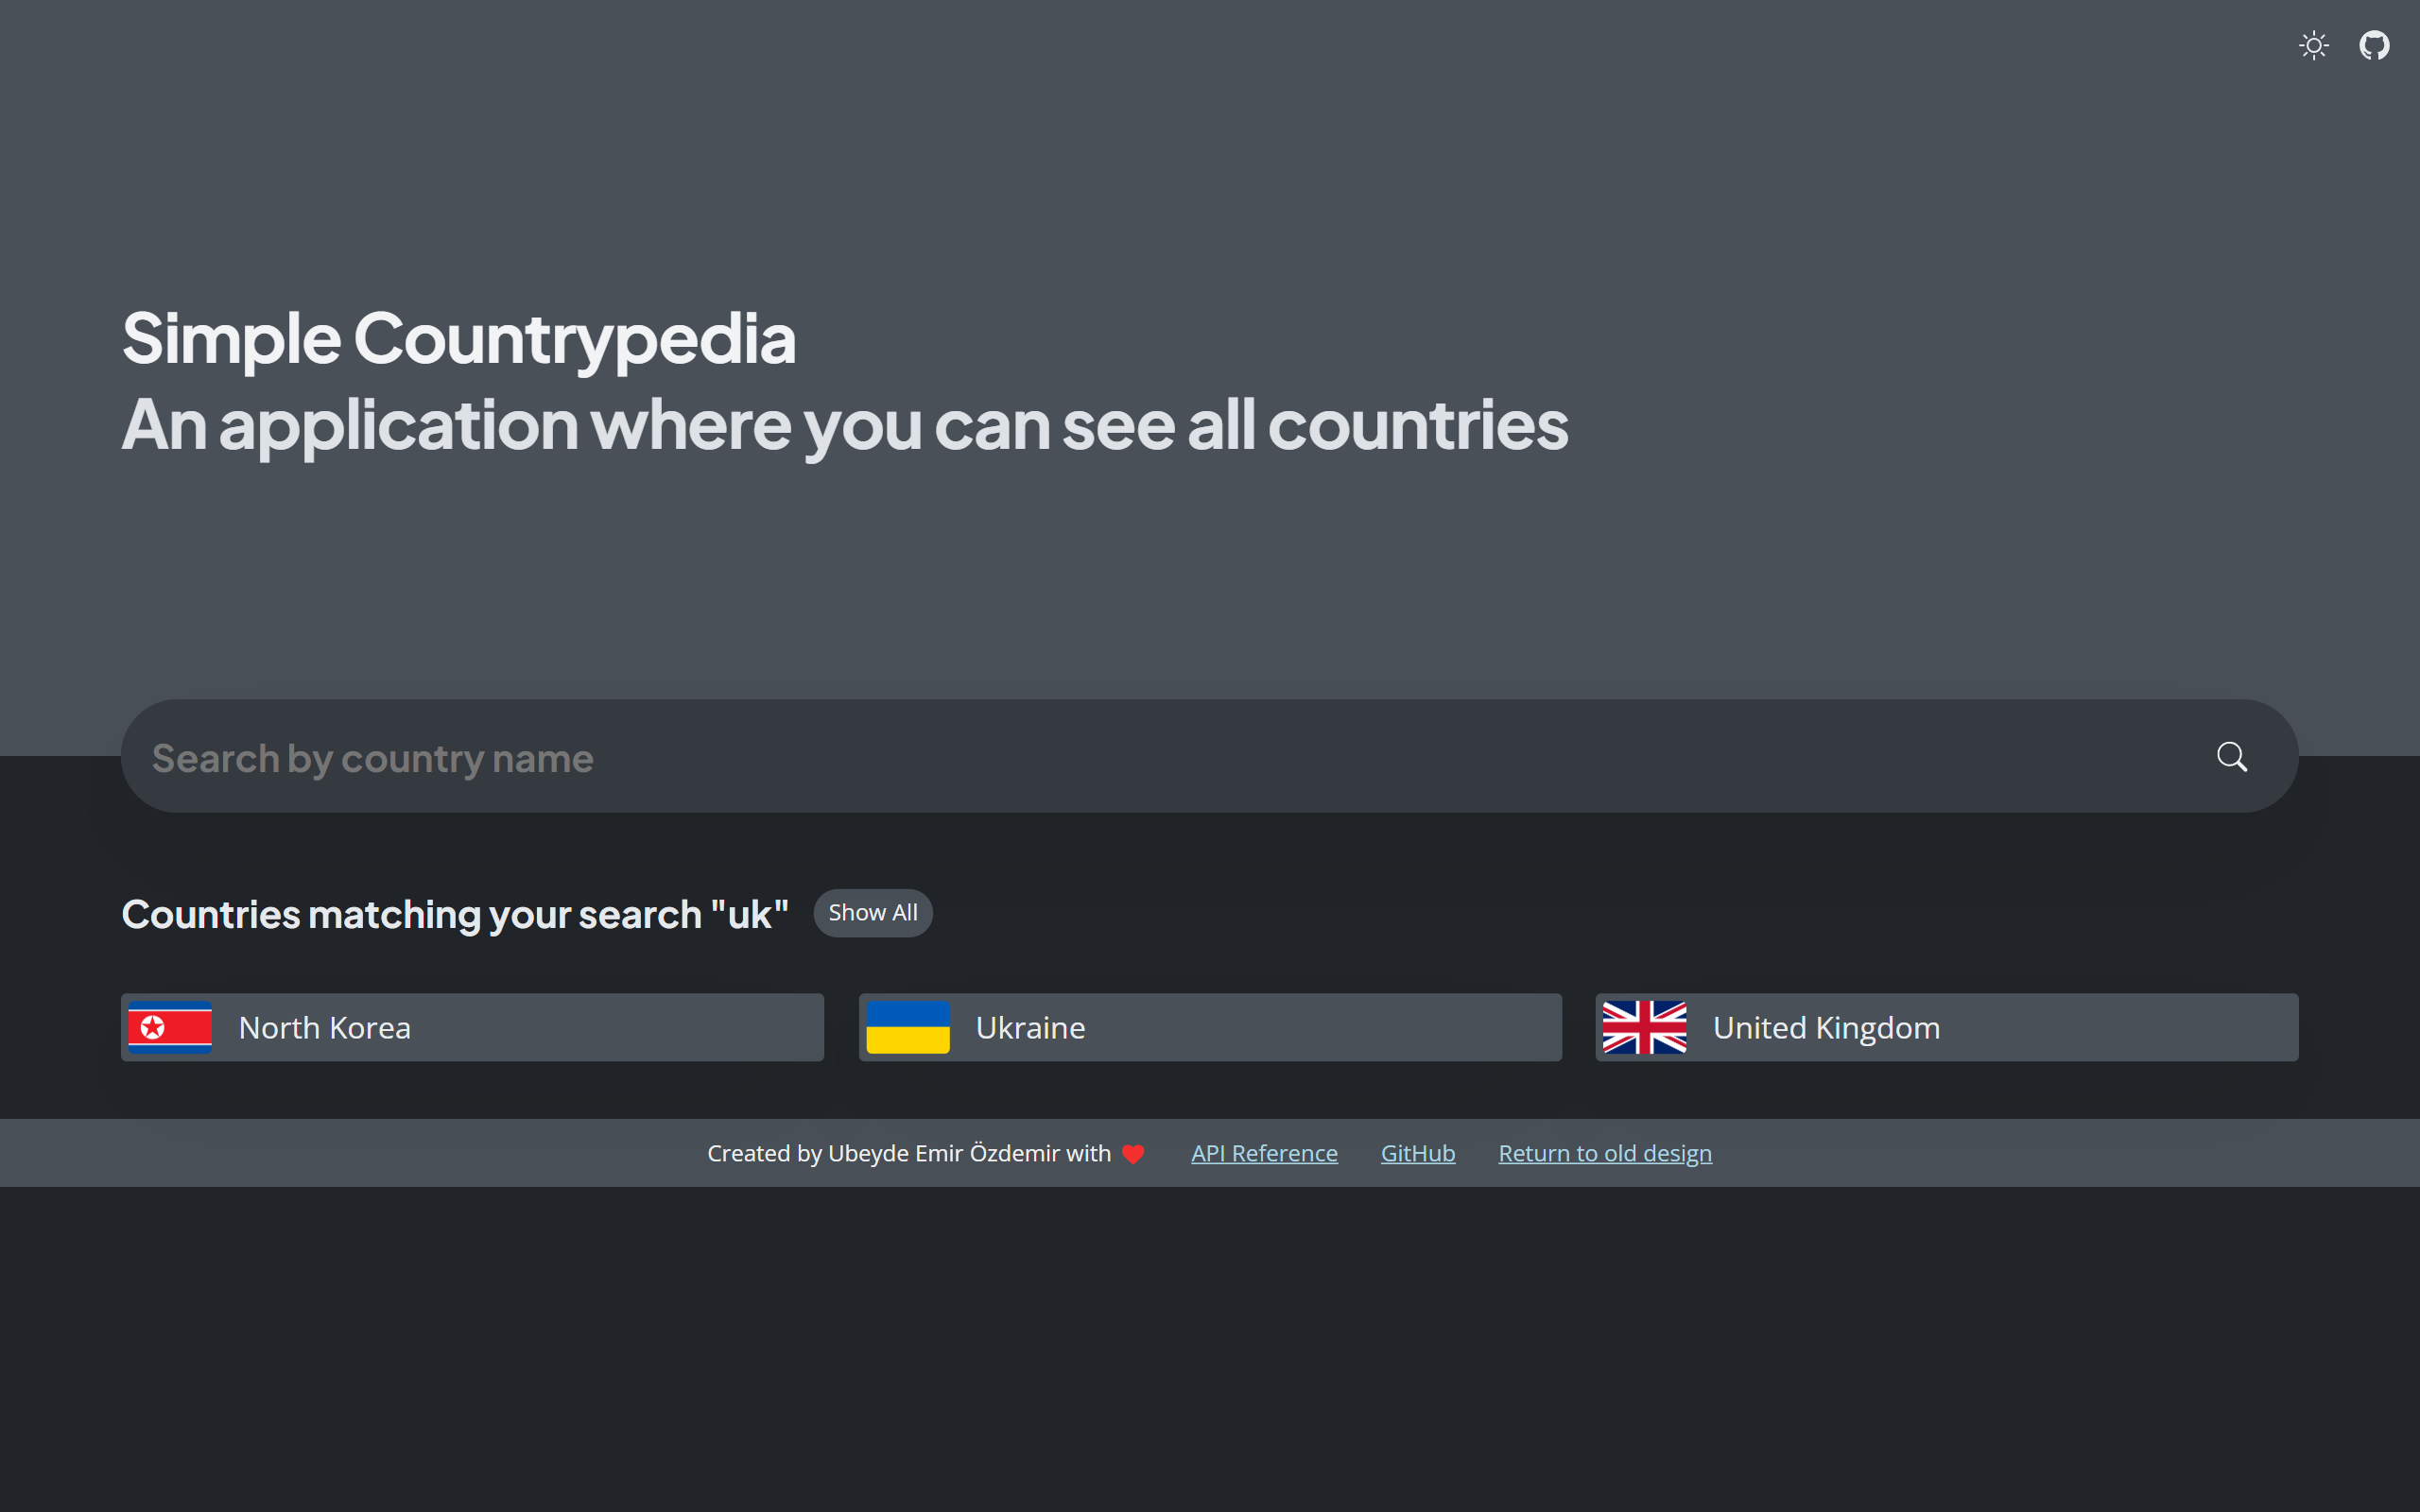 Simple Countrypedia
An application where you can see all countries
Search by country name
Countries matching your search "uk" Show All
North Korea
Ukraine
United Kingdom
Created by Ubeyde Emir Özdemir with ❤ API Reference GitHub Return to old design